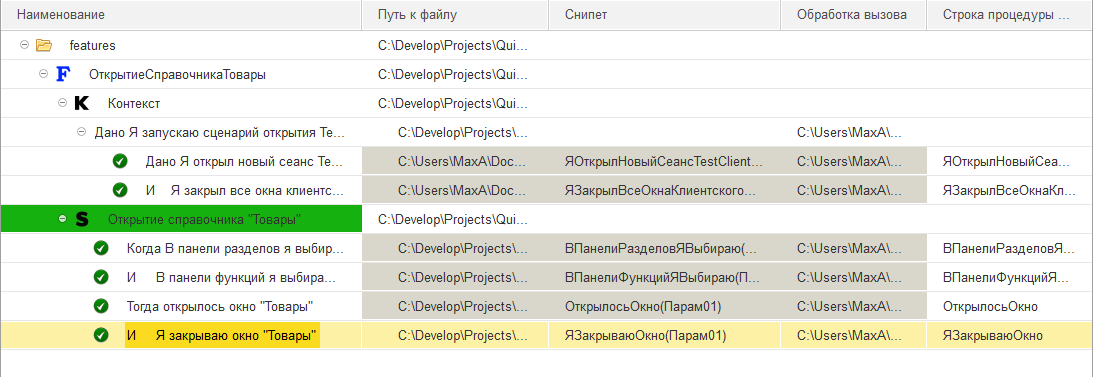 Наименование Путь к файлу Снипет Обработка вызова Строка процедуры ...
features C:\Develop\Projects\Qui...
F ОткрытиеСправочникаТовары C:\Develop\Projects\Qui...
K Контекст C:\Develop\Projects\Qui...
Дано Я запускаю сценарий открытия Te... C:\Develop\Projects\... C:\Users\MaxA\...
Дано Я открыл новый сеанс Te... C:\Users\MaxA\Doc... ЯОткрылНовыйСеансTestClient... C:\Users\MaxA\... ЯОткрылНовыйСеа...
И Я закрыл все окна клиентс... C:\Users\MaxA\Doc... ЯЗакрылВсеОкнаКлиентского... C:\Users\MaxA\... ЯЗакрылВсеОкнаКл...
S Открытие справочника "Товары" C:\Develop\Projects\Qui...
Когда В панели разделов я выбир... C:\Develop\Projects\... ВПанелиРазделовЯВыбираю(... C:\Users\MaxA\... ВПанелиРазделовЯ...
И В панели функций я выбира... C:\Develop\Projects\... ВПанелиФункцийЯВыбираю(П... C:\Users\MaxA\... ВПанелиФункцийЯ...
Тогда открылось окно "Товары" C:\Develop\Projects\... ОткрылосьОкно(Парам01) C:\Users\MaxA\... ОткрылосьОкно
И Я закрываю окно "Товары" C:\Develop\Projects\... ЯЗакрываюОкно(Парам01) C:\Users\MaxA\... ЯЗакрываюОкно